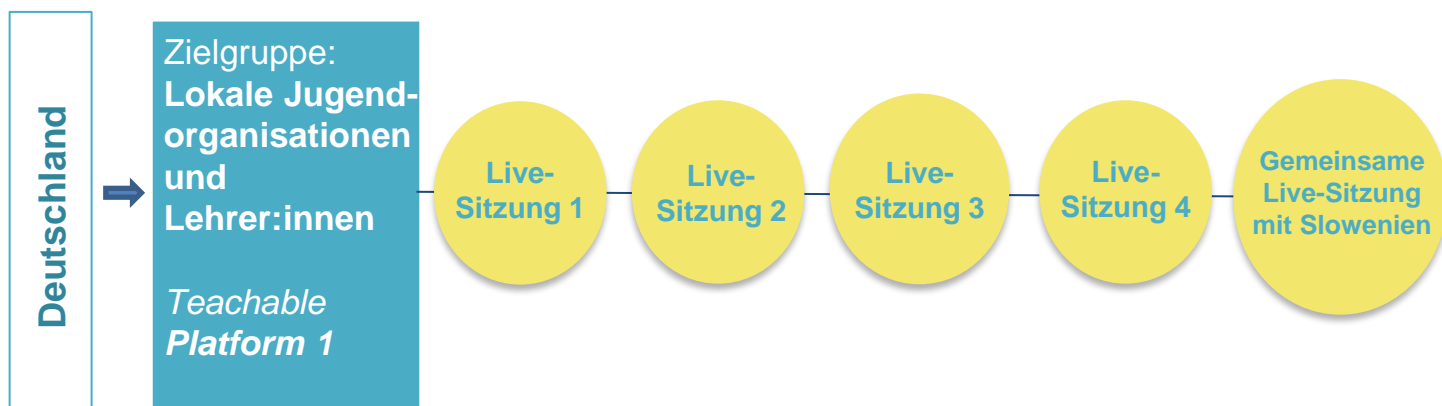 Deutschland
Zielgruppe:
Lokale Jugend-
organisationen
und
Lehrer:innen
Teachable
Platform 1
Live-
Sitzung 1
Live-
Sitzung 2
Live-
Sitzung 3
Live-
Sitzung 4
Gemeinsame
Live-Sitzung
mit Slowenien